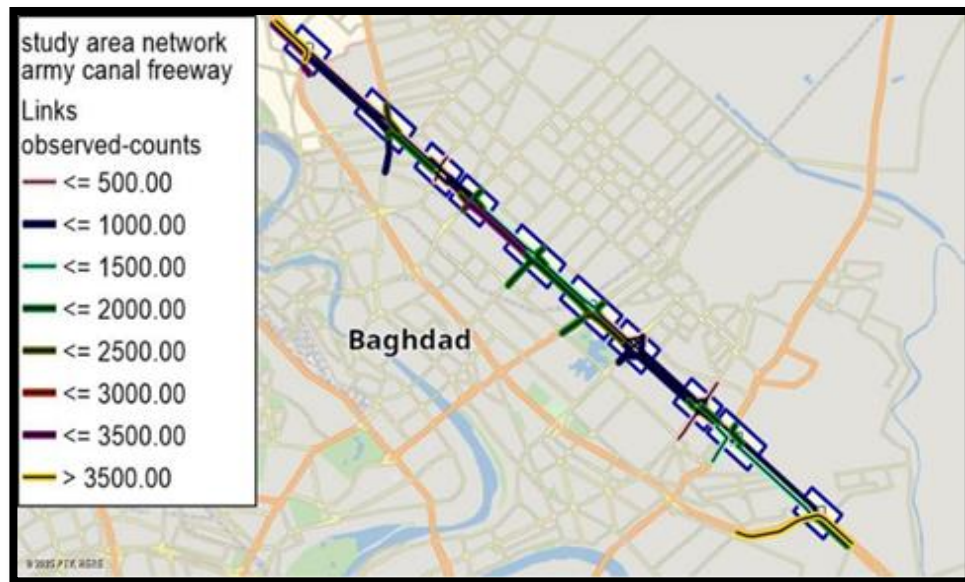 study area network
army canal freeway
Links
observed-counts
<= 500.00
<= 1000.00
<= 1500.00
<= 2000.00
<= 2500.00
<= 3000.00
<= 3500.00
> 3500.00
Baghdad